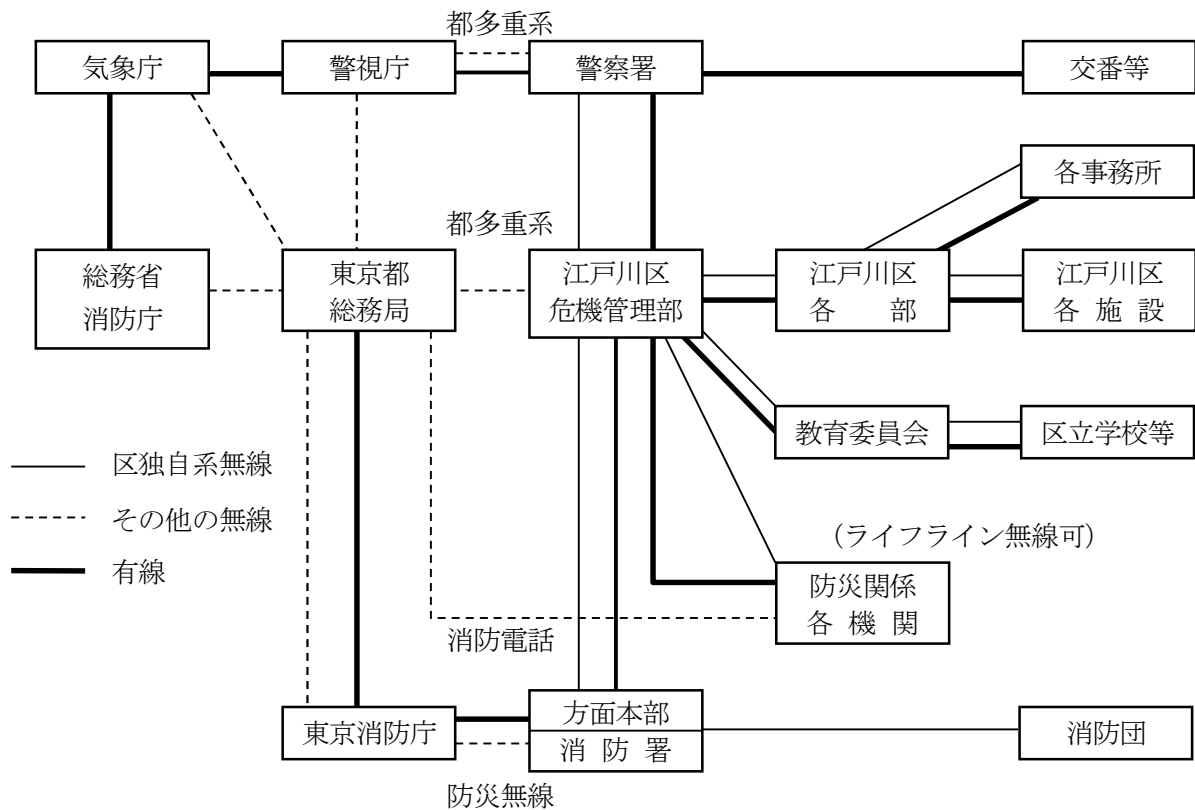 都多重系
気象庁
警視庁
警察署
交番等
各事務所
都多重系
総務省
消防庁
東京都
総務局
江戸川区
危機管理部
江戸川区
各　　部
江戸川区
各 施 設
教育委員会
区立学校等
区独自系無線
その他の無線
有線
（ライフライン無線可）
防災関係
各 機 関
消防電話
東京消防庁
方面本部
消 防 署
消防団
防災無線